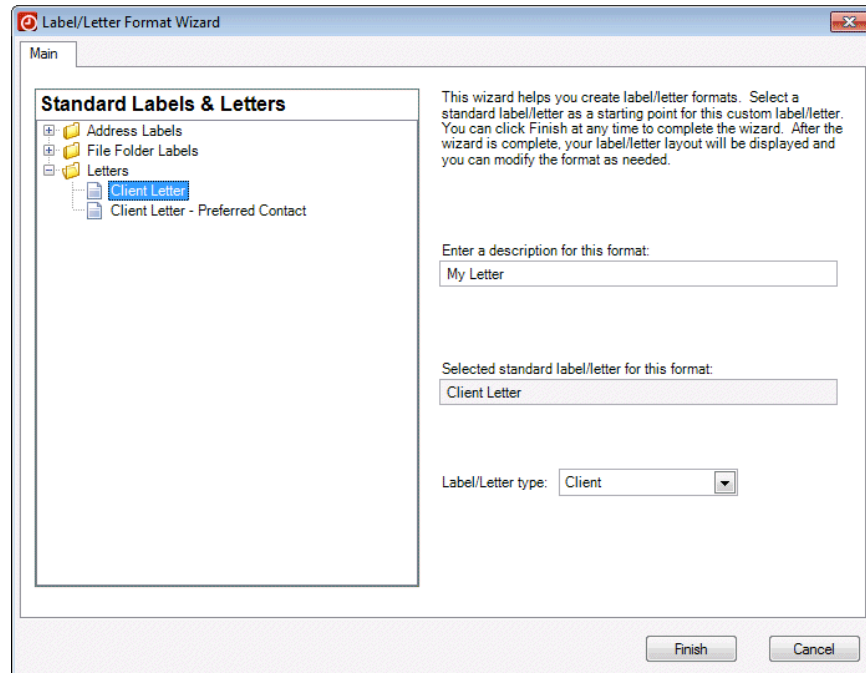 Label/Letter Format Wizard
Main
Standard Labels & Letters
Address Labels
File Folder Labels
Letters
Client Letter
Client Letter - Preferred Contact
This wizard helps you create label/letter formats. Select a
standard label/letter as a starting point for this custom label/letter.
You can click Finish at any time to complete the wizard. After the
wizard is complete, your label/letter layout will be displayed and
you can modify the format as needed.
Enter a description for this format:
My Letter
Selected standard label/letter for this format:
Client Letter
Label/Letter type: Client
Finish Cancel